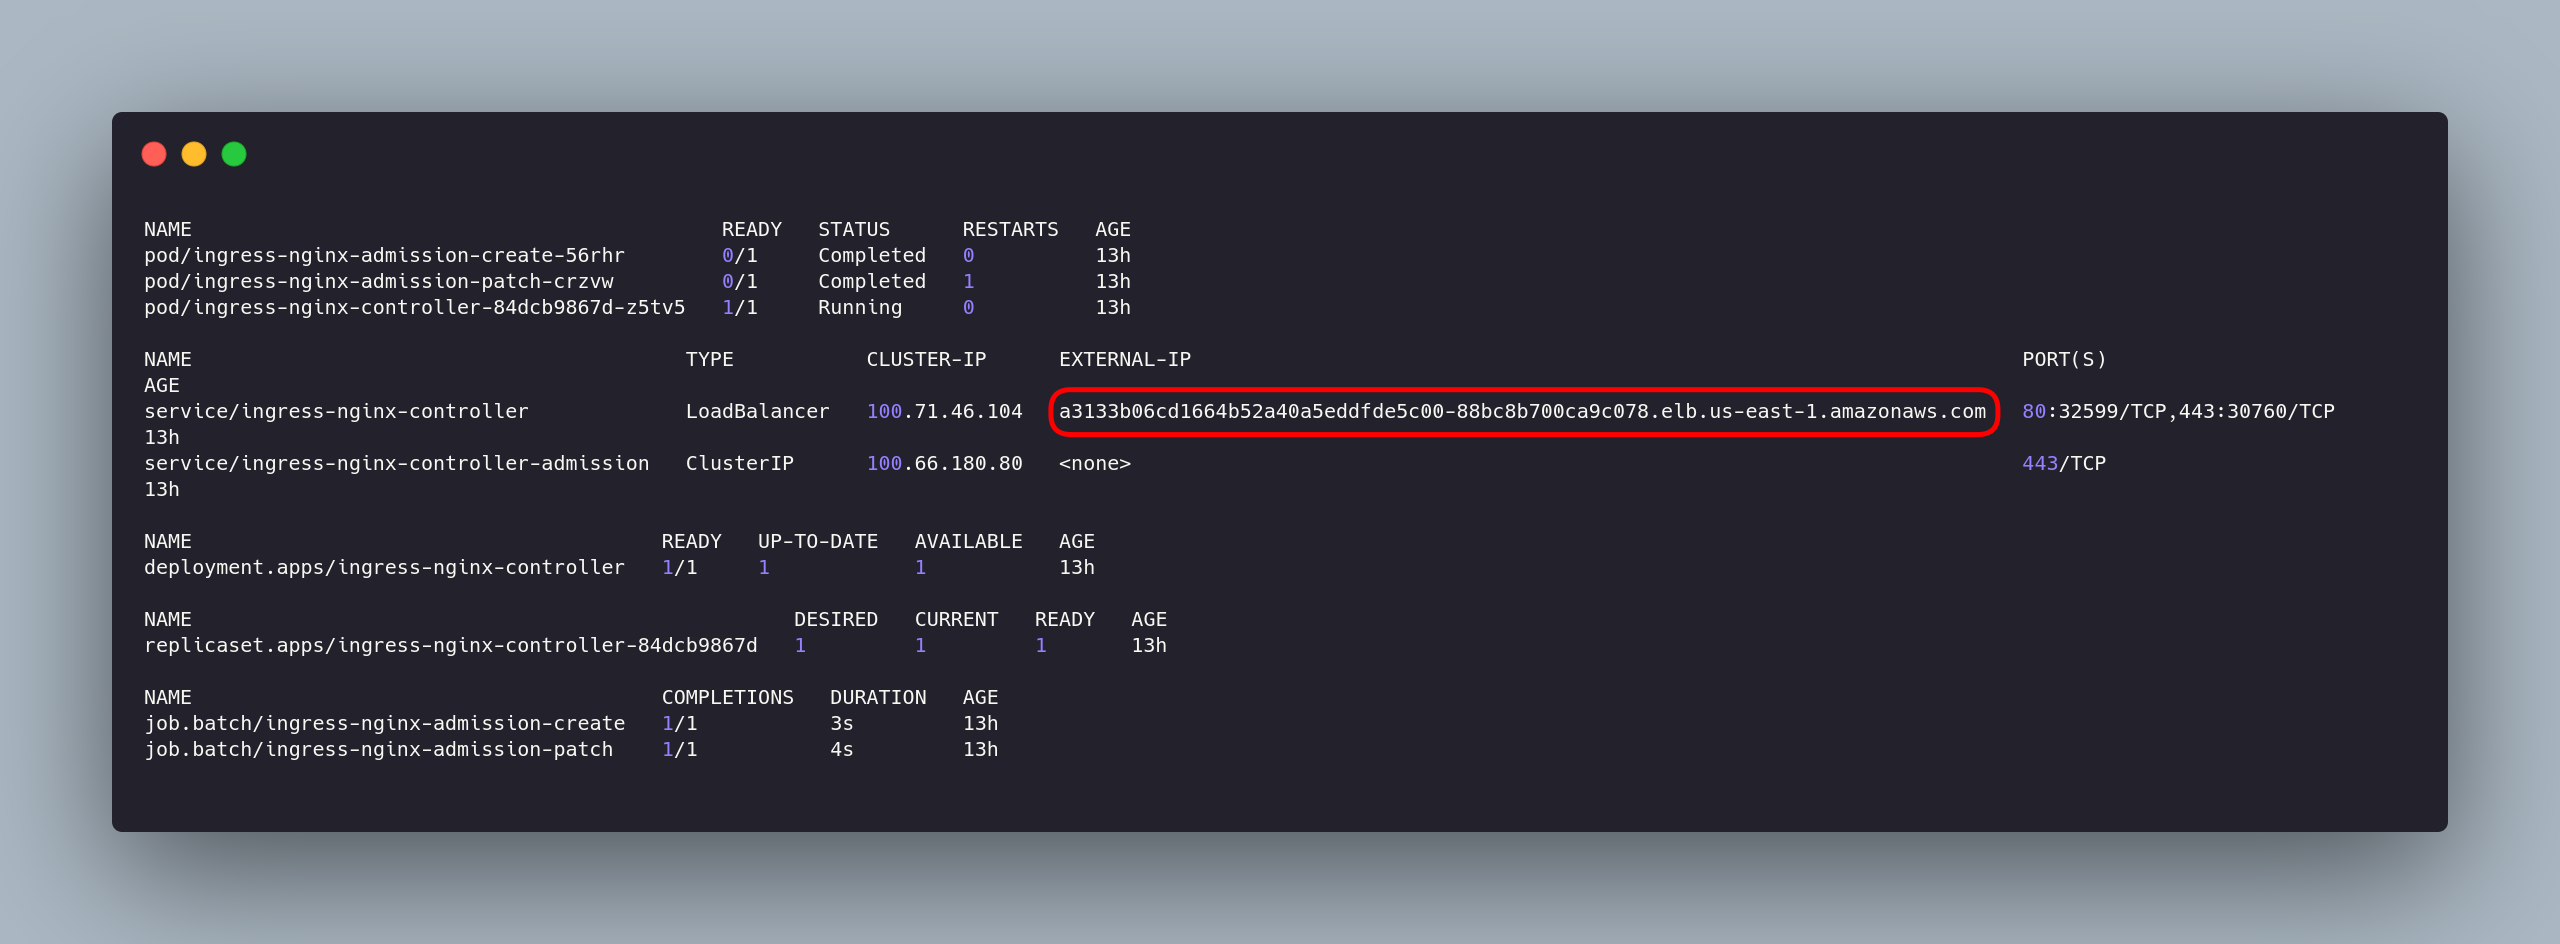 NAME                                                READY   STATUS      RESTARTS   AGE
pod/ingress-nginx-admission-create-56rhr        0/1     Completed   0          13h
pod/ingress-nginx-admission-patch-crzvw         0/1     Completed   1          13h
pod/ingress-nginx-controller-84dcb9867d-z5tv5   1/1     Running     0          13h
NAME                                         TYPE           CLUSTER-IP      EXTERNAL-IP                                                                     PORT(S)
AGE
service/ingress-nginx-controller             LoadBalancer   100.71.46.104   a3133b06cd1664b52a40a5eddfde5c00-88bc8b700ca9c078.elb.us-east-1.amazonaws.com   80:32599/TCP,443:30760/TCP
13h
service/ingress-nginx-controller-admission   ClusterIP      100.66.180.80   <none>                                                                          443/TCP
13h
NAME                                       READY   UP-TO-DATE   AVAILABLE   AGE
deployment.apps/ingress-nginx-controller   1/1     1            1           13h
NAME                                                  DESIRED   CURRENT   READY   AGE
replicaset.apps/ingress-nginx-controller-84dcb9867d   1         1         1       13h
NAME                                       COMPLETIONS   DURATION   AGE
job.batch/ingress-nginx-admission-create   1/1           3s         13h
job.batch/ingress-nginx-admission-patch    1/1           4s         13h